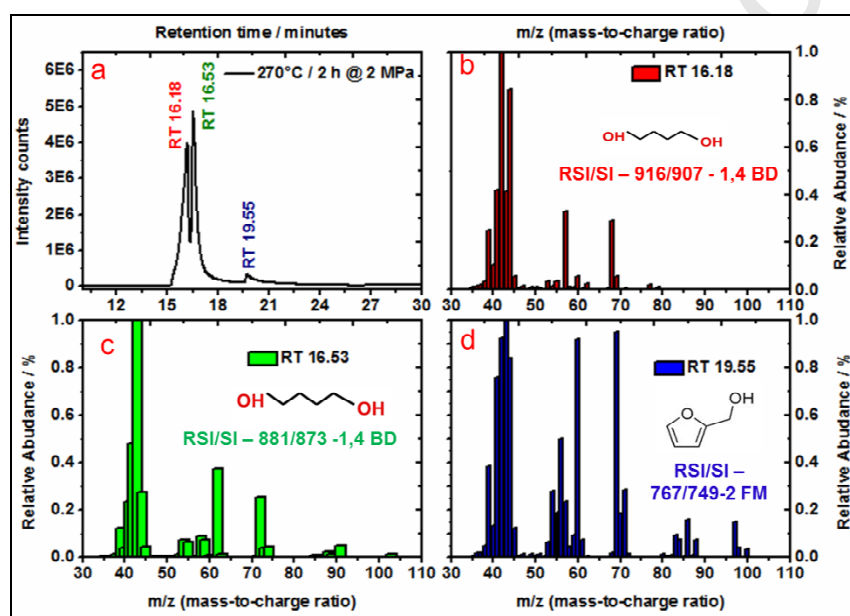 Retention time / minutes
m/z (mass-to-charge ratio)
a
270°C / 2 h @ 2 MPa
RT 16.18
RT 16.53
RT 19.55
Intensity counts
6E6
5E6
4E6
3E6
2E6
1E6
0
12 15 18 21 24 27 30
b
RT 16.18
OH
OH
RSI/SI – 916/907 - 1,4 BD
Relative Abudance / %
1.0
0.8
0.6
0.4
0.2
0.0
30 40 50 60 70 80 90 100 110
c
RT 16.53
OH
OH
RSI/SI – 881/873 -1,4 BD
Relative Abudance / %
1.0
0.8
0.6
0.4
0.2
0.0
30 40 50 60 70 80 90 100 110
m/z (mass-to-charge ratio)
d
RT 19.55
OH
O
RSI/SI –
767/749-2 FM
Relative Abudance / %
1.0
0.8
0.6
0.4
0.2
0.0
30 40 50 60 70 80 90 100 110
m/z (mass-to-charge ratio)